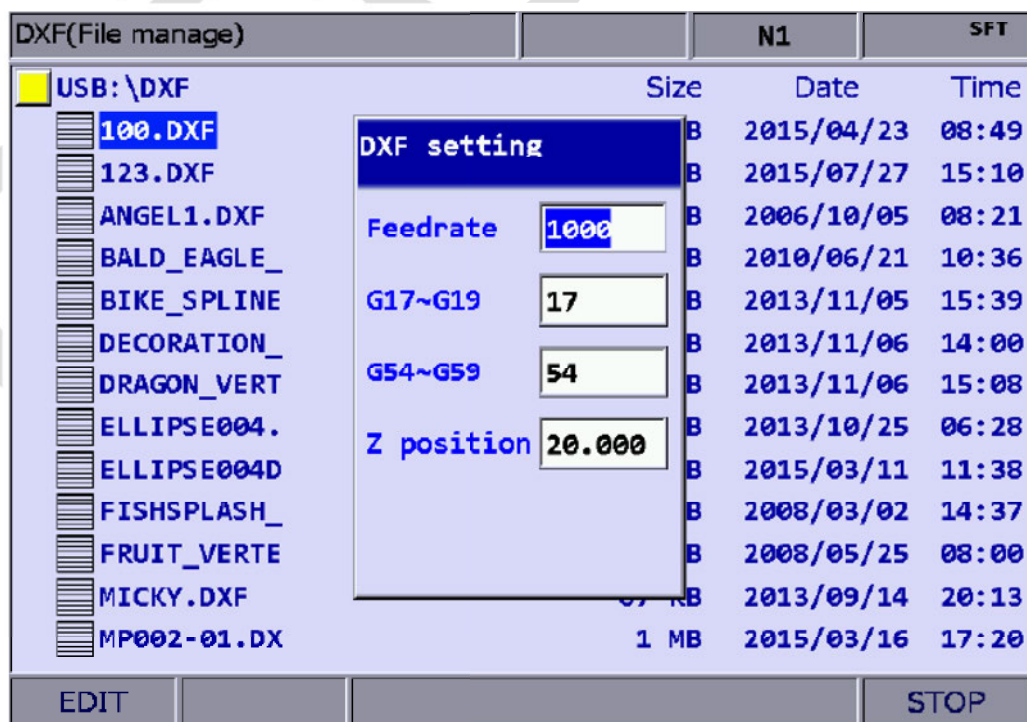 DXF(File manage) N1 SFT
USB:\DXF Size Date Time
100.DXF B 2015/04/23 08:49
123.DXF B 2015/07/27 15:10
ANGEL1.DXF B 2006/10/05 08:21
BALD_EAGLE_ B 2010/06/21 10:36
BIKE_SPLINE B 2013/11/05 15:39
DECORATION_ B 2013/11/06 14:00
DRAGON_VERT B 2013/11/06 15:08
ELLIPSE004. B 2013/10/25 06:28
ELLIPSE004D B 2015/03/11 11:38
FISHSPLASH_ B 2008/03/02 14:37
FRUIT_VERTE B 2008/05/25 08:00
MICKY.DXF KB 2013/09/14 20:13
MP002-01.DX 1 MB 2015/03/16 17:20
DXF setting
Feedrate 1000
G17~G19 17
G54~G59 54
Z position 20.000
EDIT STOP